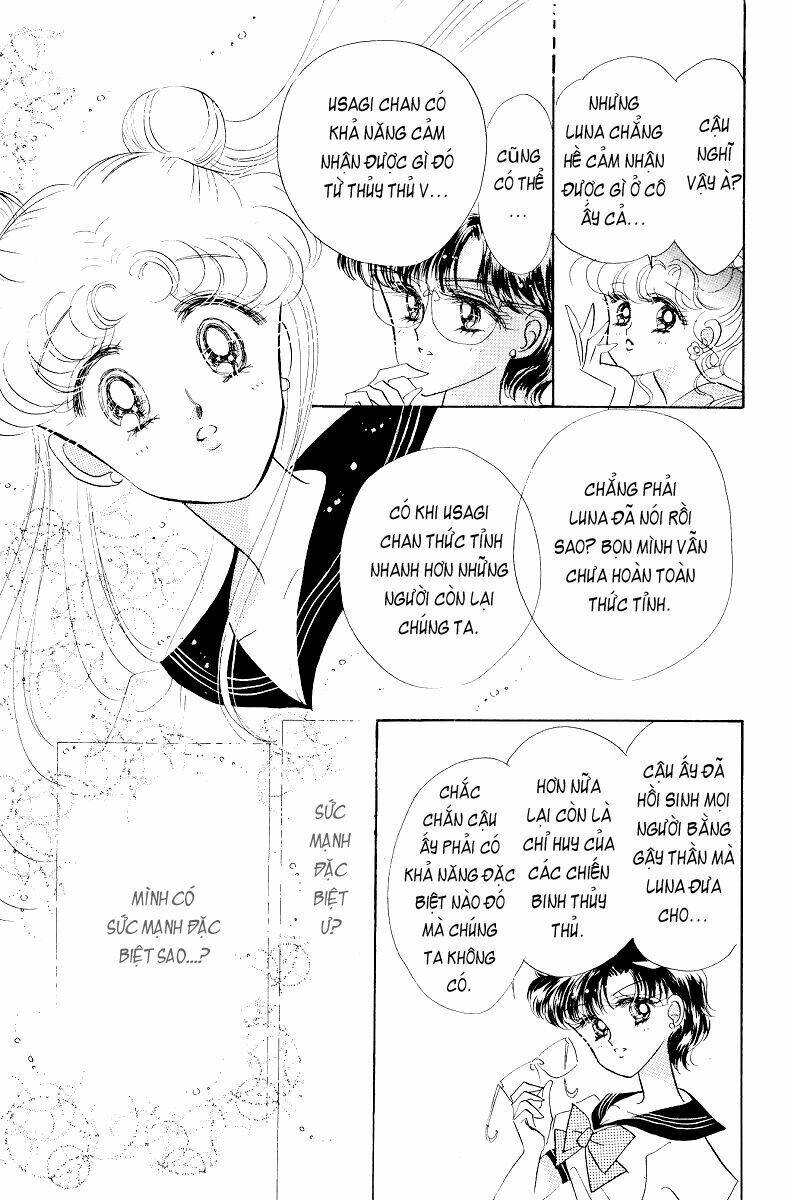 CẬU
NGHĨ
VẬY À?
NHƯNG
LUNA CHẲNG
HỀ CẢM NHẬN
ĐƯỢC GÌ Ở CÔ
ẤY CẢ...
CŨNG
CÓ THỂ
...
USAGI CHAN CÓ
KHẢ NĂNG CẢM
NHẬN ĐƯỢC GÌ ĐÓ
TỪ THỦY THỦ V...
CHẲNG PHẢI
LUNA ĐÃ NÓI RỒI
SAO? BỌN MÌNH VẪN
CHƯA HOÀN TOÀN
THỨC TỈNH.
CÓ KHI USAGI
CHAN THỨC TỈNH
NHANH HƠN NHỮNG
NGƯỜI CÒN LẠI
CHÚNG TA.
CẬU ẤY ĐÃ
HỒI SINH MỌI
NGƯỜI BẰNG
GẬY THẦN MÀ
LUNA ĐƯA
CHO...
HƠN NỮA
LẠI CÒN LÀ
CHỈ HUY CỦA
CÁC CHIẾN
BINH THỦY
THỦ.
CHẮC
CHẮN CẬU
ẤY PHẢI CÓ
KHẢ NĂNG ĐẶC
BIỆT NÀO ĐÓ
MÀ CHÚNG
TA KHÔNG
CÓ.
SỨC
MẠNH
ĐẶC
BIỆT
Ư?
MÌNH CÓ
SỨC MẠNH ĐẶC
BIỆT SAO...?